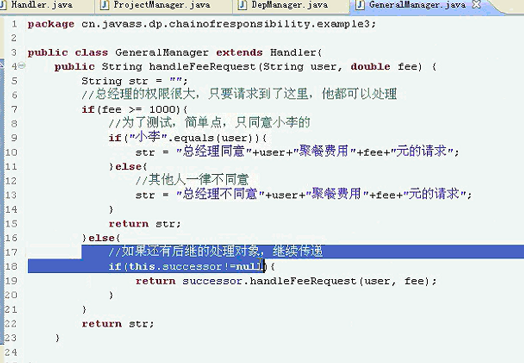 Handler.java ProjectManager.java DepManager.java GeneralManager.java
1 package cn.javass.dp.chainofresponsibility.example3;
2
3 public class GeneralManager extends Handler{
4 public String handleFeeRequest(String user, double fee) {
5 String str = "";
6 //总经理的权限很大，只要请求到了这里，他都可以处理
7 if(fee >= 1000){
8 //为了测试，简单点，只同意小李的
9 if("小李".equals(user)){
10 str = "总经理同意"+user+"聚餐费用"+fee+"元的请求";
11 }else{
12 //其他人一律不同意
13 str = "总经理不同意"+user+"聚餐费用"+fee+"元的请求";
14 }
15 return str;
16 }else{
17 //如果还有后继的处理对象，继续传递
18 if(this.successor!=null){
19 return successor.handleFeeRequest(user, fee);
20 }
21 }
22 return str;
23 }
24